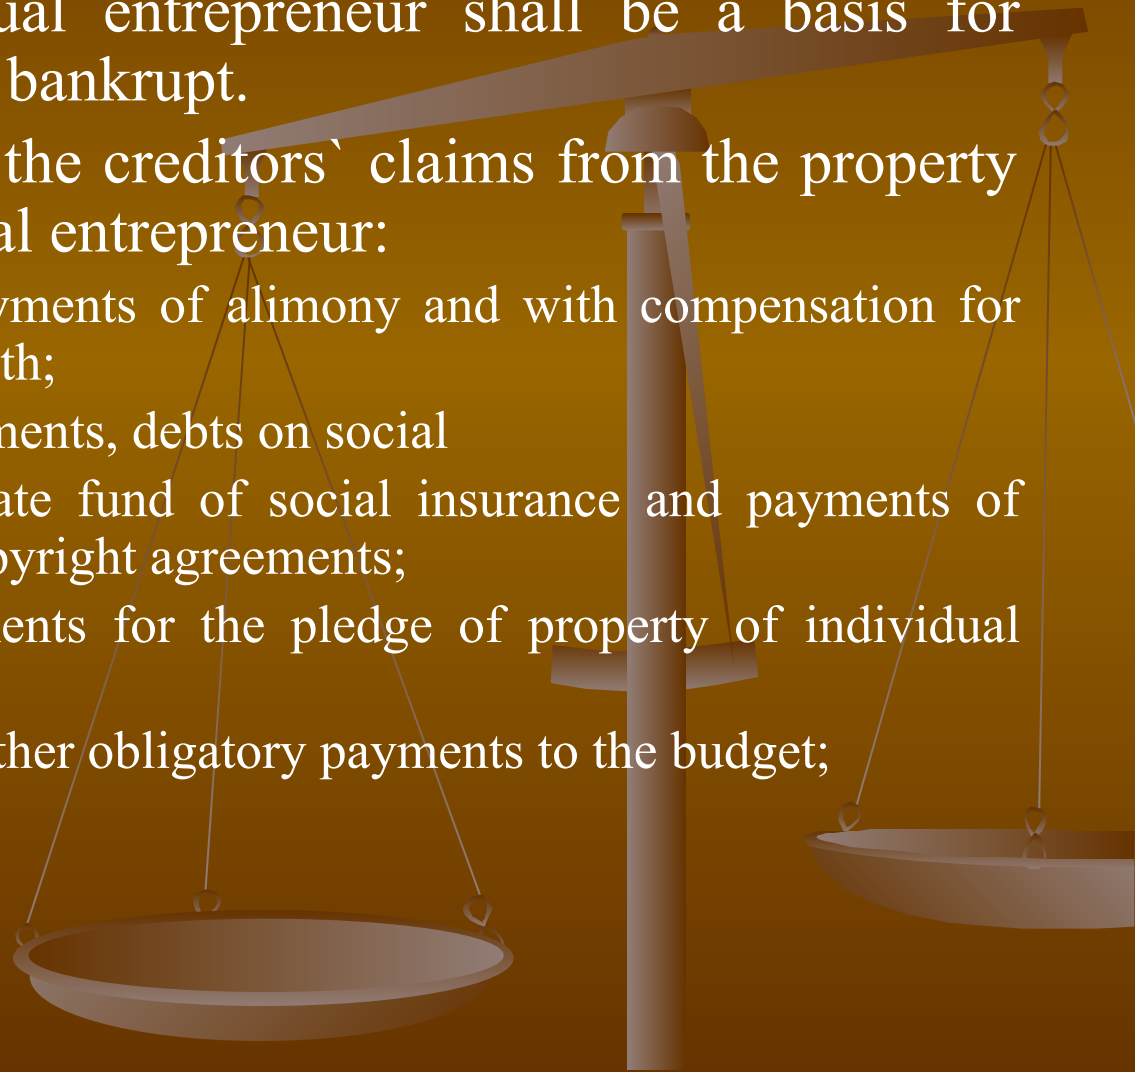 ual entrepreneur shall be a basis for
bankrupt.
the creditors` claims from the property
al entrepreneur:
yments of alimony and with compensation for
th;
ments, debts on social
ate fund of social insurance and payments of
pyright agreements;
ents for the pledge of property of individual
ther obligatory payments to the budget;